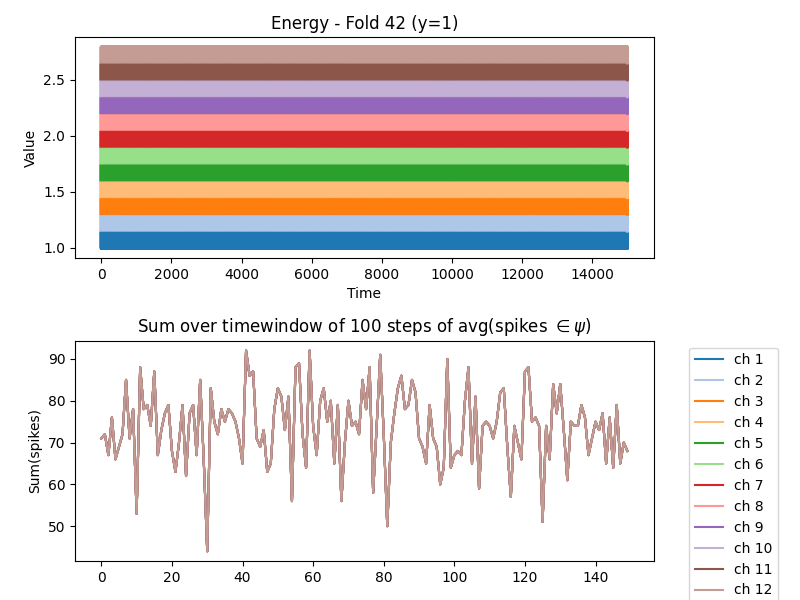 Energy - Fold 42 (y=1)
Value
2.5
2.0
1.5
1.0
0 2000 4000 6000 8000 10000 12000 14000
Time
Sum over timewindow of 100 steps of avg(spikes ∈ ψ)
Sum(spikes)
90
80
70
60
50
0 20 40 60 80 100 120 140
ch 1
ch 2
ch 3
ch 4
ch 5
ch 6
ch 7
ch 8
ch 9
ch 10
ch 11
ch 12